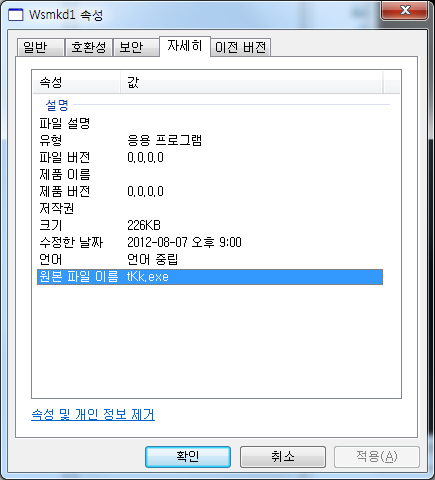 Wsmkd1 속성
일반 호환성 보안 자세히 이전 버전
속성 값
설명
파일 설명
유형 응용 프로그램
파일 버전 0.0.0.0
제품 이름
제품 버전 0.0.0.0
저작권
크기 226KB
수정한 날짜 2012-08-07 오후 9:00
언어 언어 중립
원본 파일 이름 tKk.exe
속성 및 개인 정보 제거
확인 취소 적용(A)